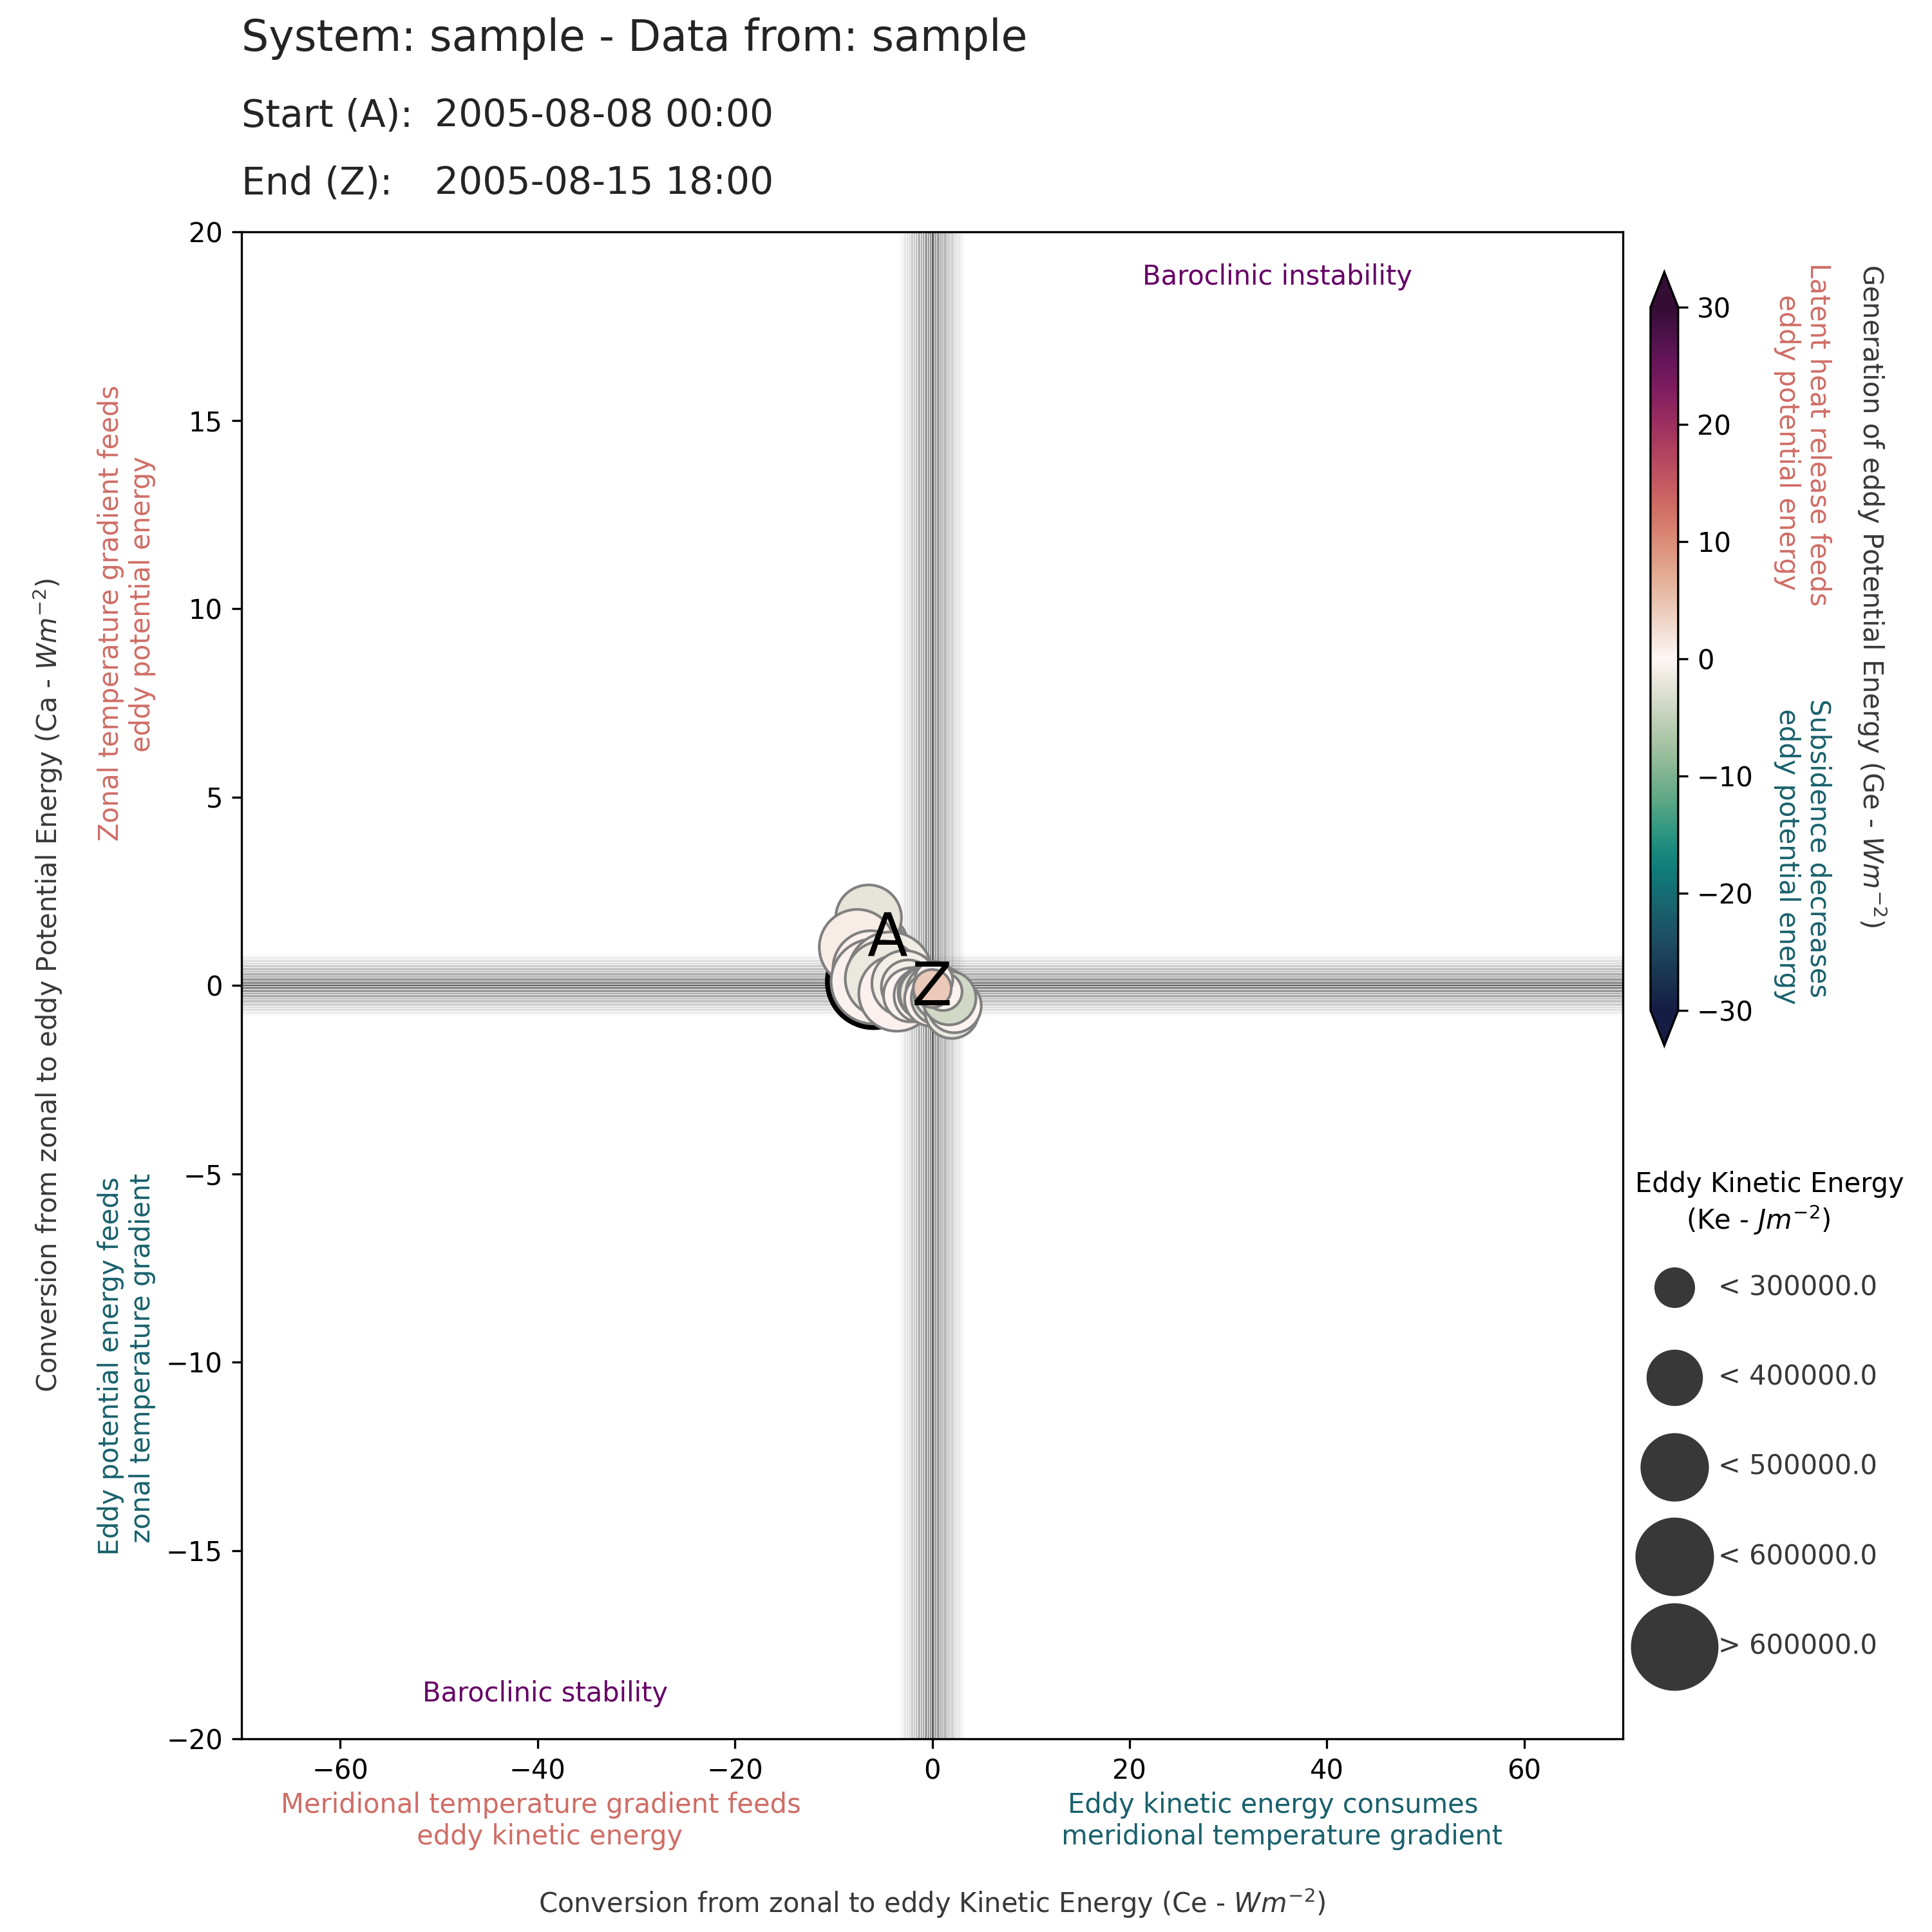 System: sample - Data from: sample
Start (A): 2005-08-08 00:00
End (Z): 2005-08-15 18:00
Conversion from zonal to eddy Potential Energy (Ca - Wm⁻²)
Zonal temperature gradient feeds
eddy potential energy
Eddy potential energy feeds
zonal temperature gradient
20
15
10
5
0
−5
−10
−15
−20
Baroclinic instability
A
Z
Baroclinic stability
−60
−40
−20
0
20
40
60
Meridional temperature gradient feeds
eddy kinetic energy
Eddy kinetic energy consumes
meridional temperature gradient
Conversion from zonal to eddy Kinetic Energy (Ce - Wm⁻²)
30
20
10
0
−10
−20
−30
Latent heat release feeds
eddy potential energy
Subsidence decreases
eddy potential energy
Generation of eddy Potential Energy (Ge - Wm⁻²)
Eddy Kinetic Energy
(Ke - Jm⁻²)
< 300000.0
< 400000.0
< 500000.0
< 600000.0
> 600000.0